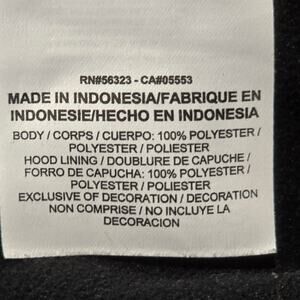 RN#56323 - CA#05553
MADE IN INDONESIA/FABRIQUE EN
INDONESIE/HECHO EN INDONESIA
BODY / CORPS / CUERPO: 100% POLYESTER /
POLYESTER / POLIESTER
HOOD LINING / DOUBLURE DE CAPUCHE /
FORRO DE CAPUCHA: 100% POLYESTER /
POLYESTER / POLIESTER
EXCLUSIVE OF DECORATION / DECORATION
NON COMPRISE / NO INCLUYE LA
DECORACION